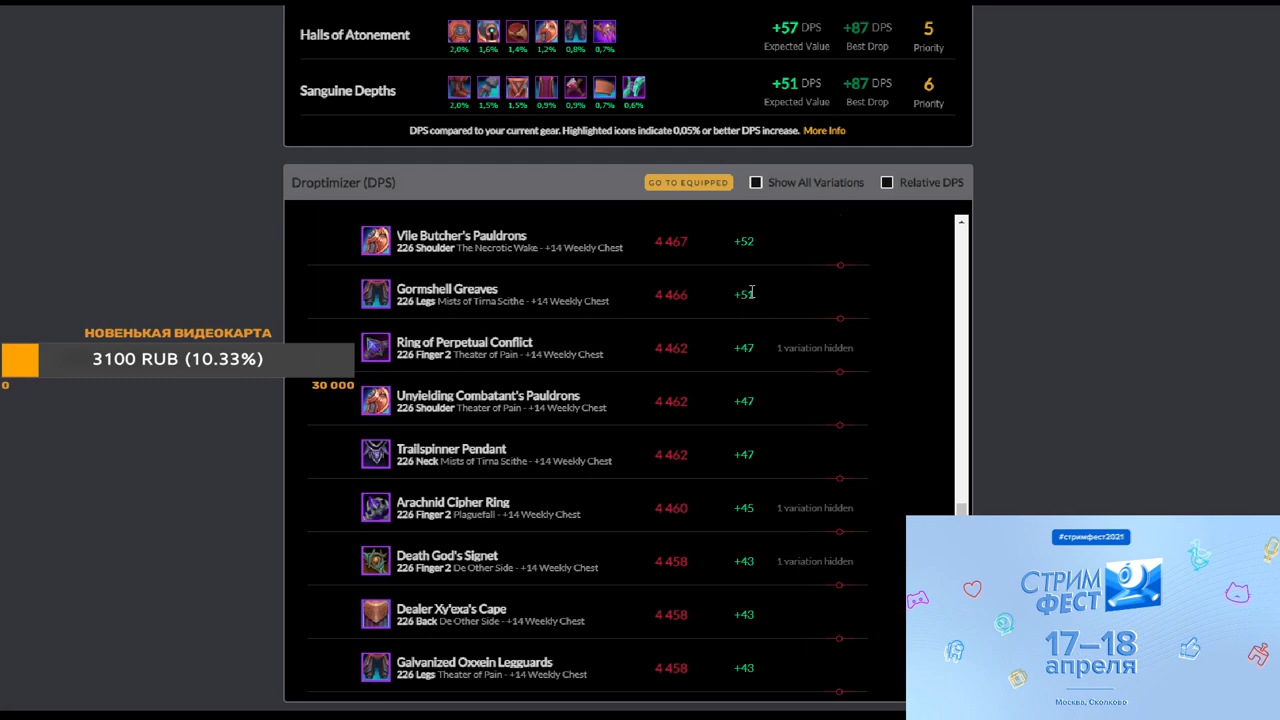 Halls of Atonement
2,0% 1,6% 1,4% 1,2% 0,8% 0,7%
+57 DPS
Expected Value
+87 DPS
Best Drop
5
Priority
Sanguine Depths
2,0% 1,5% 1,5% 0,9% 0,9% 0,7% 0,6%
+51 DPS
Expected Value
+87 DPS
Best Drop
6
Priority
DPS compared to your current gear. Highlighted icons indicate 0,05% or better DPS increase. More Info
Droptimizer (DPS)
GO TO EQUIPPED
Show All Variations
Relative DPS
Vile Butcher's Pauldrons
226 Shoulder The Necrotic Wake - +14 Weekly Chest
4 467 +52
Gormshell Greaves
226 Legs Mists of Tirna Scithe - +14 Weekly Chest
4 466 +51
Ring of Perpetual Conflict
226 Finger 2 Theater of Pain - +14 Weekly Chest
4 462 +47 1 variation hidden
Unyielding Combatant's Pauldrons
226 Shoulder Theater of Pain - +14 Weekly Chest
4 462 +47
Trailspinner Pendant
226 Neck Mists of Tirna Scithe - +14 Weekly Chest
4 462 +47
Arachnid Cipher Ring
226 Finger 2 Plaguefall - +14 Weekly Chest
4 460 +45 1 variation hidden
Death God's Signet
226 Finger 2 De Other Side - +14 Weekly Chest
4 458 +43 1 variation hidden
Dealer Xy'exa's Cape
226 Back De Other Side - +14 Weekly Chest
4 458 +43
Galvanized Oxxein Legguards
226 Legs Theater of Pain - +14 Weekly Chest
4 458 +43
НОВЕНЬКАЯ ВИДЕОКАРТА
3100 RUB (10.33%)
0 30 000
#стримфест2021
СТРИМ
ФЕСТ
17–18
апреля
Москва, Сколково